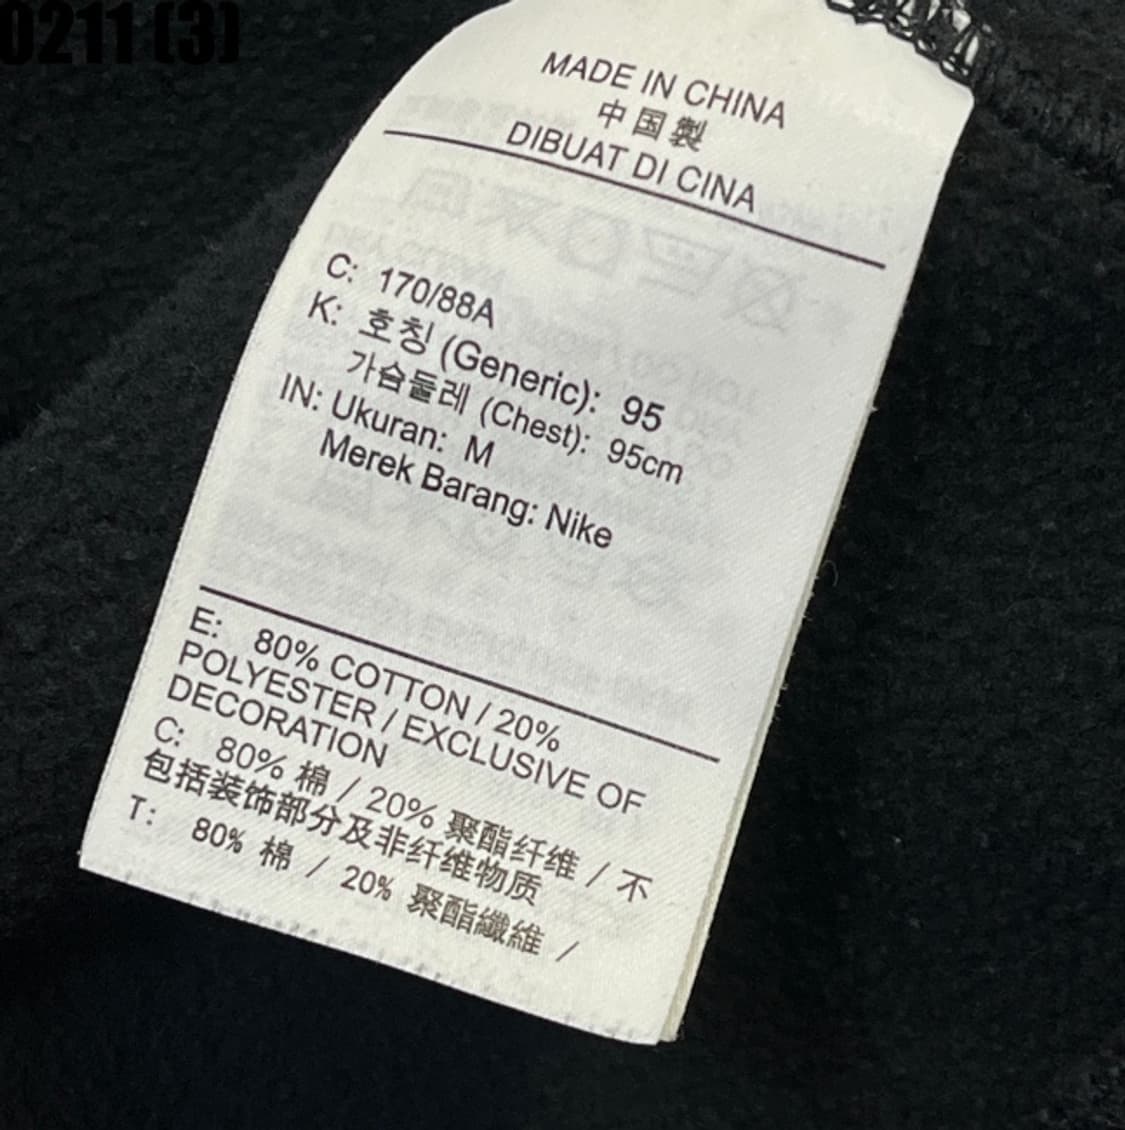 0211 (3)
MADE IN CHINA
中国製
DIBUAT DI CINA
C: 170/88A
K: 호칭 (Generic): 95
가슴둘레 (Chest): 95cm
IN: Ukuran: M
Merek Barang: Nike
E: 80% COTTON / 20%
POLYESTER / EXCLUSIVE OF
DECORATION
C: 80% 棉 / 20% 聚酯纤维 / 不
包括装饰部分及非纤维物质
T: 80% 棉 / 20% 聚酯纖維 /